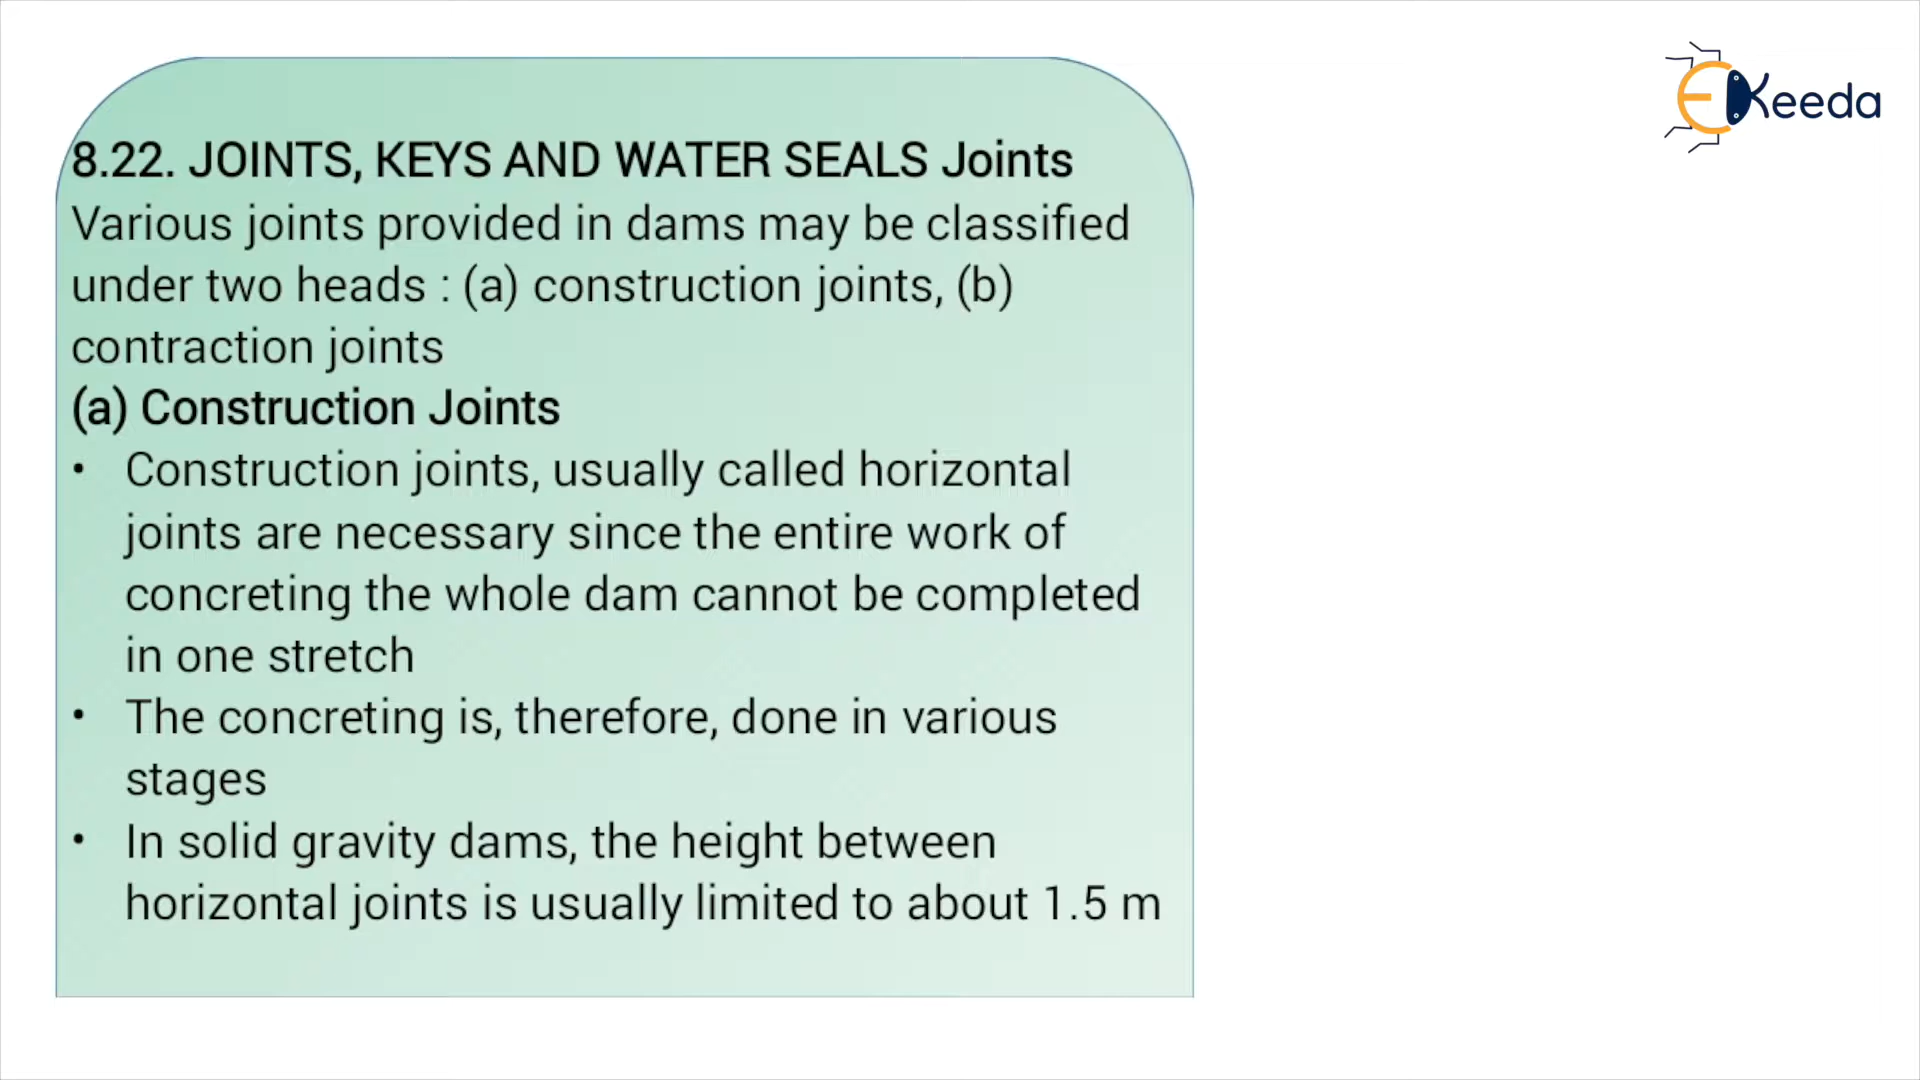 8.22. JOINTS, KEYS AND WATER SEALS Joints
Various joints provided in dams may be classified
under two heads : (a) construction joints, (b)
contraction joints
(a) Construction Joints
• Construction joints, usually called horizontal
joints are necessary since the entire work of
concreting the whole dam cannot be completed
in one stretch
• The concreting is, therefore, done in various
stages
• In solid gravity dams, the height between
horizontal joints is usually limited to about 1.5 m
EKeeda